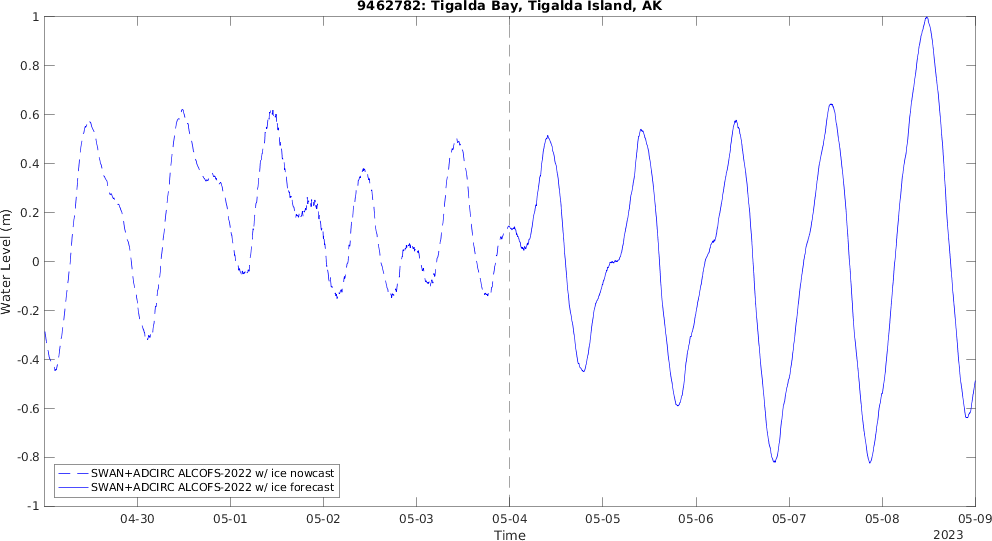 9462782: Tigalda Bay, Tigalda Island, AK
Water Level (m)
1
0.8
0.6
0.4
0.2
0
-0.2
-0.4
-0.6
-0.8
-1
SWAN+ADCIRC ALCOFS-2022 w/ ice nowcast
SWAN+ADCIRC ALCOFS-2022 w/ ice forecast
04-30 05-01 05-02 05-03 05-04 05-05 05-06 05-07 05-08 05-09
Time
2023